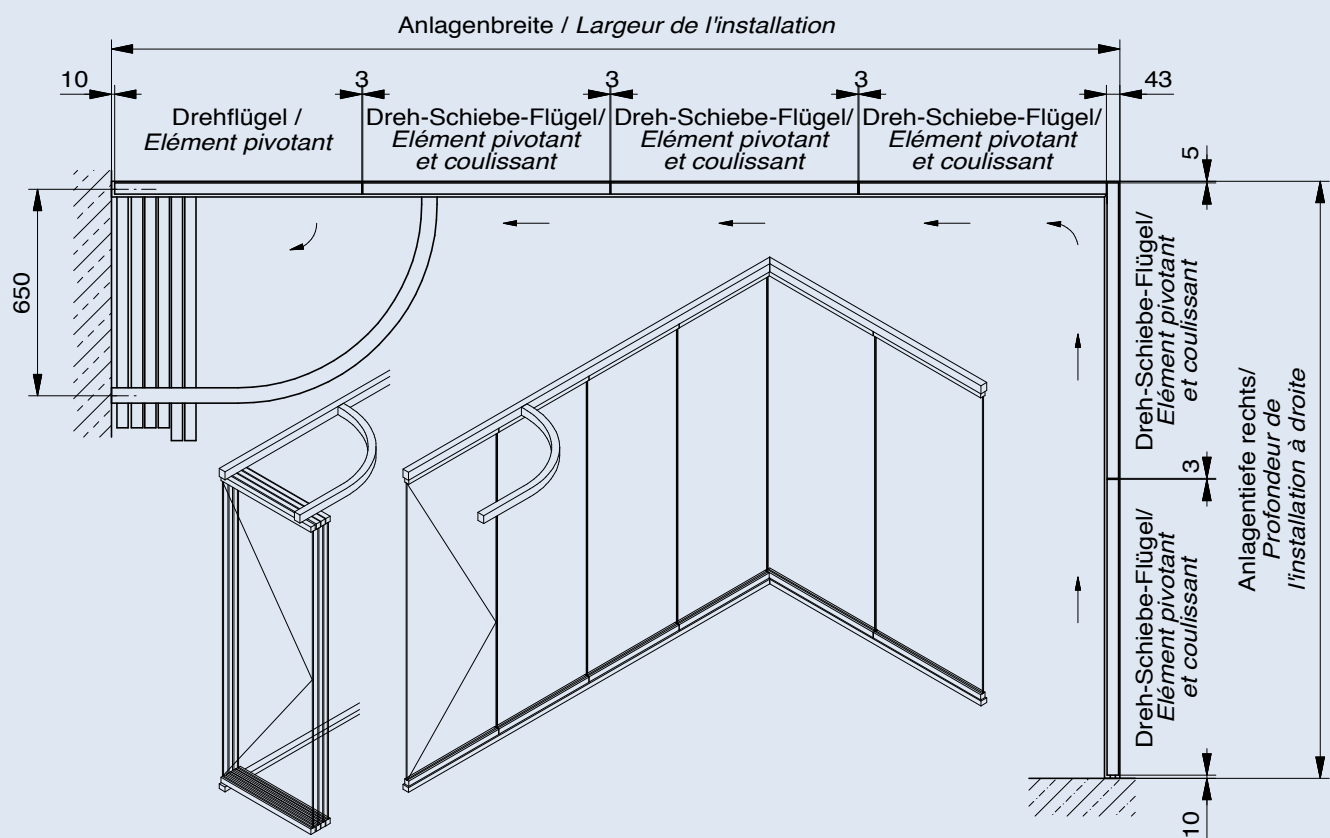 Anlagenbreite / Largeur de l'installation
10
3
3
3
43
Drehflügel /
Elément pivotant
Dreh-Schiebe-Flügel/
Elément pivotant
et coulissant
Dreh-Schiebe-Flügel/
Elément pivotant
et coulissant
Dreh-Schiebe-Flügel/
Elément pivotant
et coulissant
5
650
Dreh-Schiebe-Flügel/
Elément pivotant
et coulissant
3
Dreh-Schiebe-Flügel/
Elément pivotant
et coulissant
10
Anlagentiefe rechts/
Profondeur de
l'installation à droite